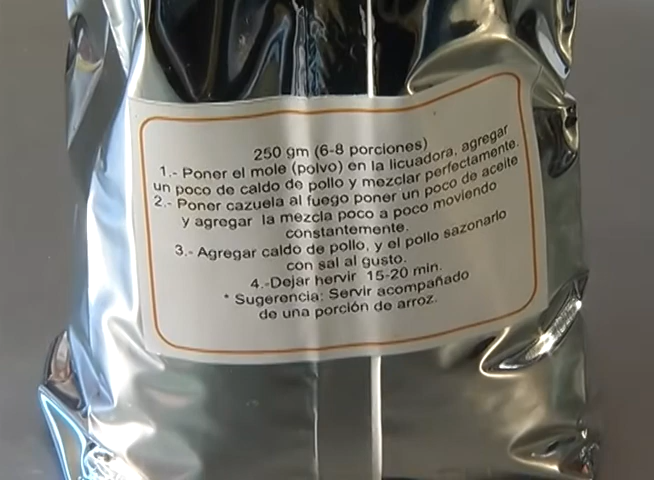 250 gm (6-8 porciones)
1.- Poner el mole (polvo) en la licuadora, agregar
un poco de caldo de pollo y mezclar perfectamente.
2.- Poner cazuela al fuego poner un poco de aceite
y agregar la mezcla poco a poco moviendo
constantemente.
3.- Agregar caldo de pollo, y el pollo sazonarlo
con sal al gusto.
4.-Dejar hervir 15-20 min.
* Sugerencia: Servir acompañado
de una porción de arroz.